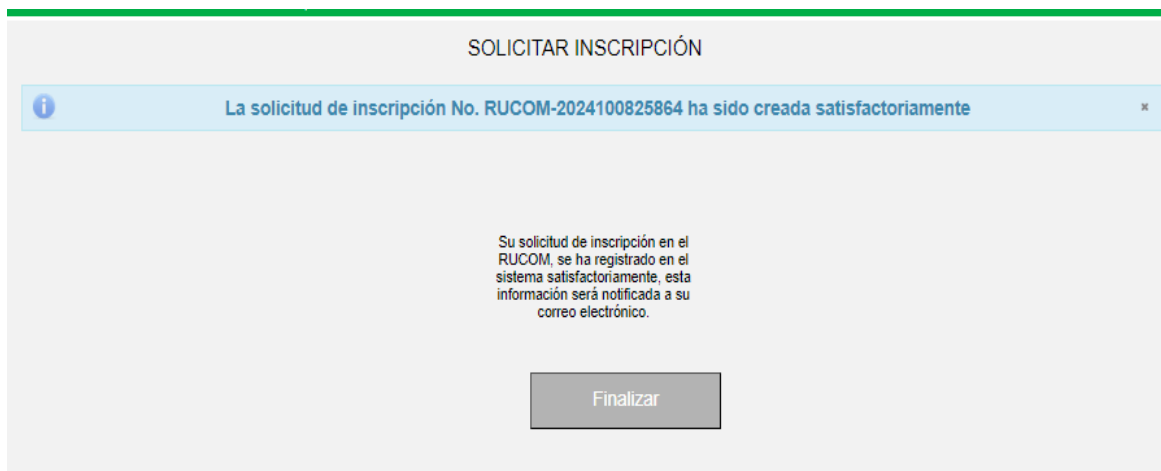 SOLICITAR INSCRIPCIÓN
La solicitud de inscripción No. RUCOM-2024100825864 ha sido creada satisfactoriamente
Su solicitud de inscripción en el
RUCOM, se ha registrado en el
sistema satisfactoriamente, esta
información será notificada a su
correo electrónico.
Finalizar